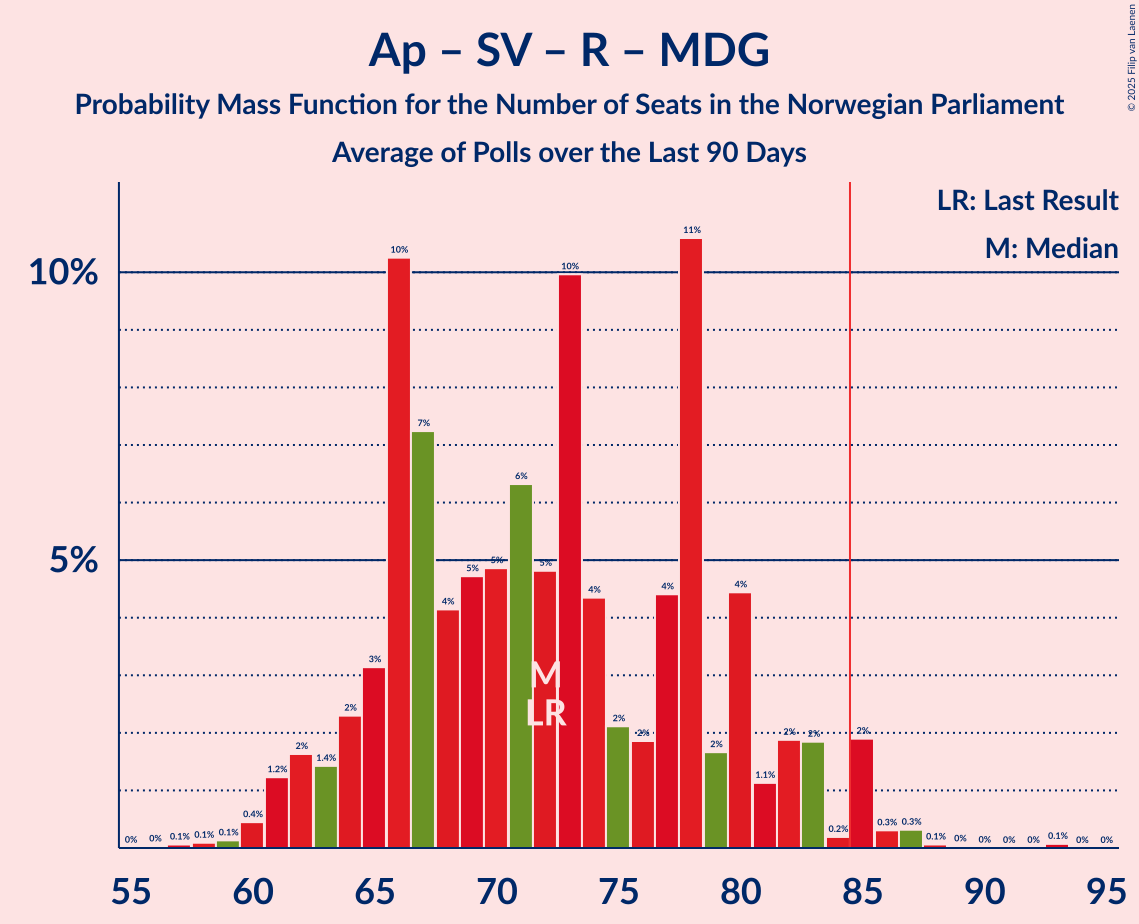 Ap – SV – R – MDG
Probability Mass Function for the Number of Seats in the Norwegian Parliament
Average of Polls over the Last 90 Days
© 2025 Filip van Laenen
LR: Last Result
M: Median
10%
5%
0% 0% 0.1% 0.1% 0.1% 0.4% 1.2% 2% 1.4% 2% 3% 10% 7% 4% 5% 5% 6% 5% 10% 4% 2% 2% 4% 11% 2% 4% 1.1% 2% 2% 0.2% 2% 0.3% 0.3% 0.1% 0% 0% 0% 0% 0.1% 0% 0%
M
LR
55 60 65 70 75 80 85 90 95